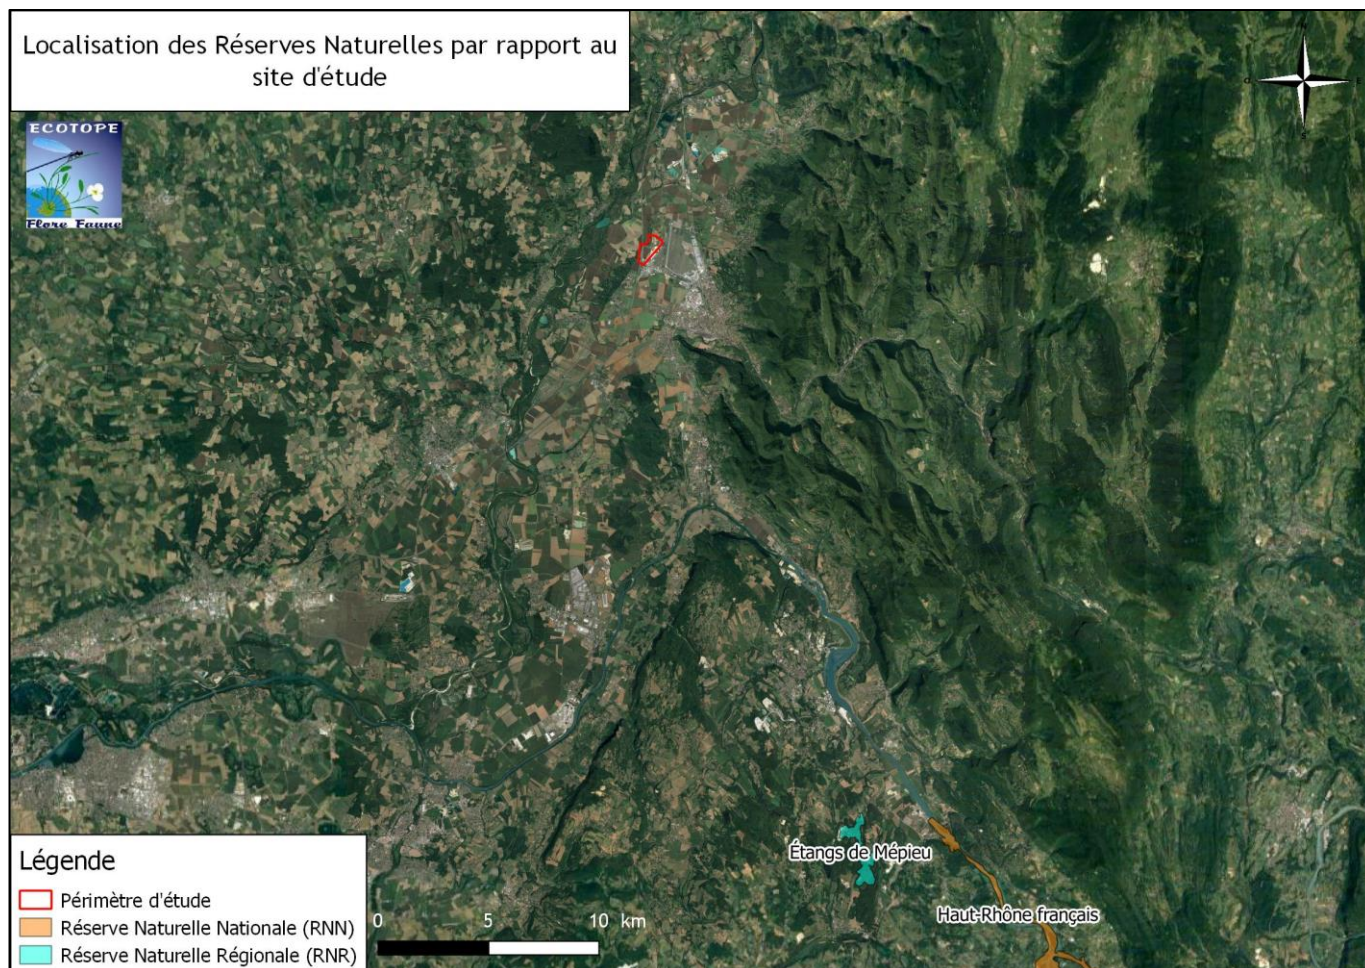 Localisation des Réserves Naturelles par rapport au
site d'étude
ECOTOPE
Flore Faune
Étangs de Mépieu
Haut-Rhône français
Légende
Périmètre d'étude
Réserve Naturelle Nationale (RNN)
Réserve Naturelle Régionale (RNR)
0 5 10 km